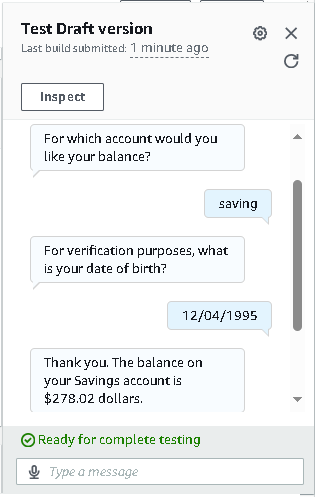 Test Draft version
Last build submitted: 1 minute ago
Inspect
For which account would you
like your balance?
saving
For verification purposes, what
is your date of birth?
12/04/1995
Thank you. The balance on
your Savings account is
$278.02 dollars.
Ready for complete testing
Type a message